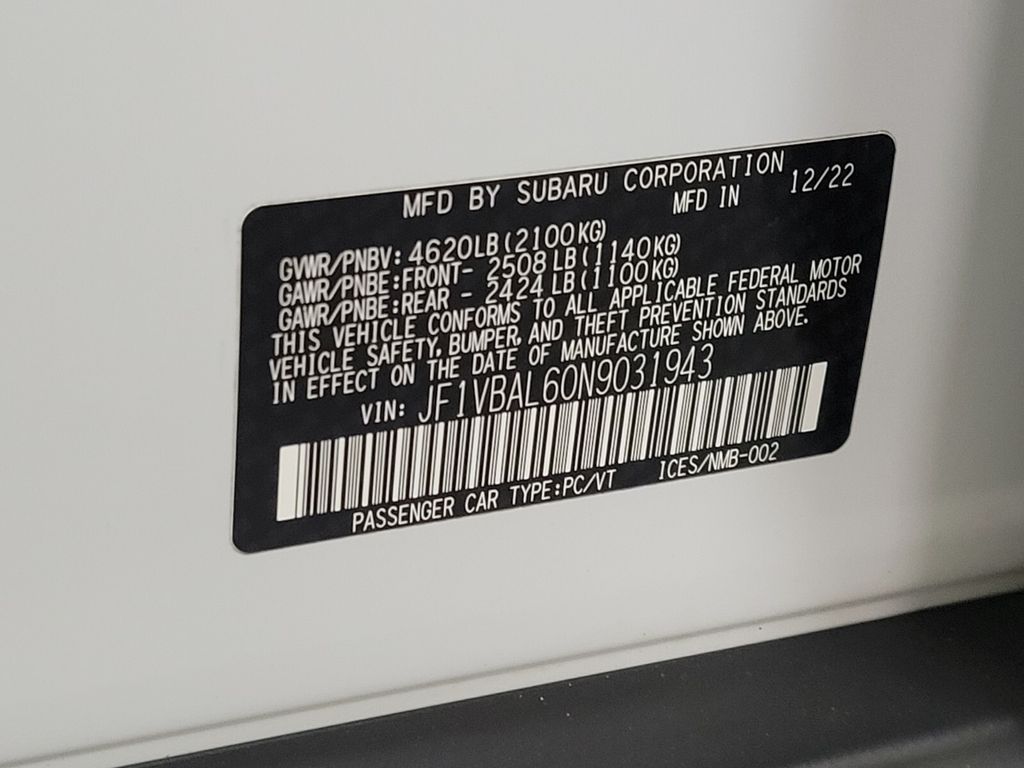 MFD BY SUBARU CORPORATION
MFD IN 12/22
GVWR/PNBV: 4620LB(2100KG)
GAWR/PNBE:FRONT- 2508 LB(1140KG)
GAWR/PNBE:REAR - 2424 LB(1100KG)
THIS VEHICLE CONFORMS TO ALL APPLICABLE FEDERAL MOTOR
VEHICLE SAFETY, BUMPER, AND THEFT PREVENTION STANDARDS
IN EFFECT ON THE DATE OF MANUFACTURE SHOWN ABOVE.
VIN: JF1VBAL60N9031943
PASSENGER CAR TYPE:PC/VT ICES/NMB-002